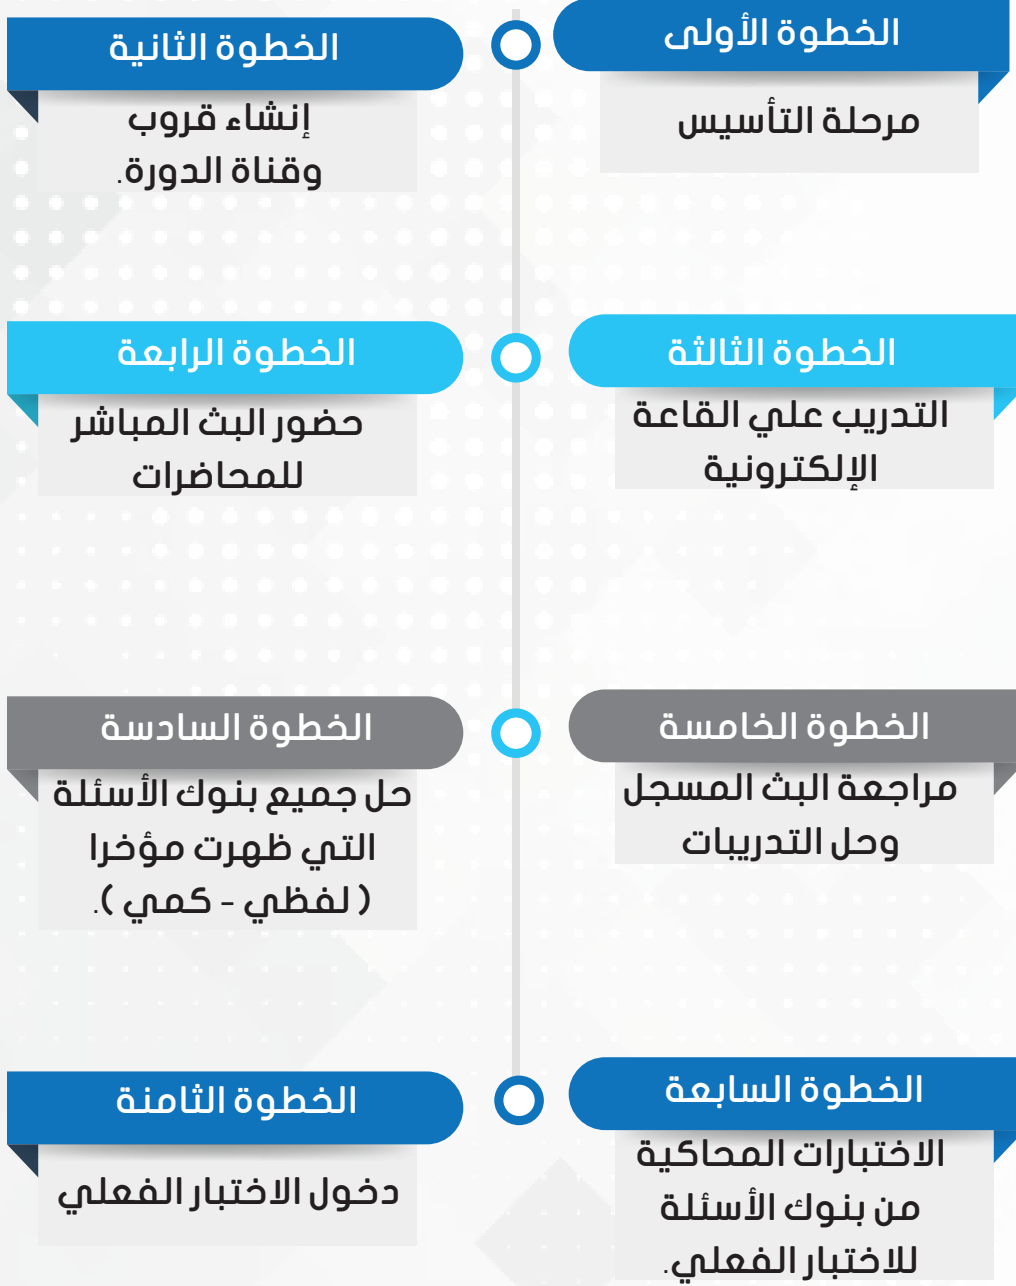 الخطوة الأولى
مرحلة التأسيس
الخطوة الثانية
إنشاء قروب
وقناة الدورة.
الخطوة الثالثة
التدريب علي القاعة
الإلكترونية
الخطوة الرابعة
حضور البث المباشر
للمحاضرات
الخطوة الخامسة
مراجعة البث المسجل
وحل التدريبات
الخطوة السادسة
حل جميع بنوك الأسئلة
التي ظهرت مؤخرا
( لفظي - كمي ).
الخطوة السابعة
الاختبارات المحاكية
من بنوك الأسئلة
للاختبار الفعلي.
الخطوة الثامنة
دخول الاختبار الفعلي